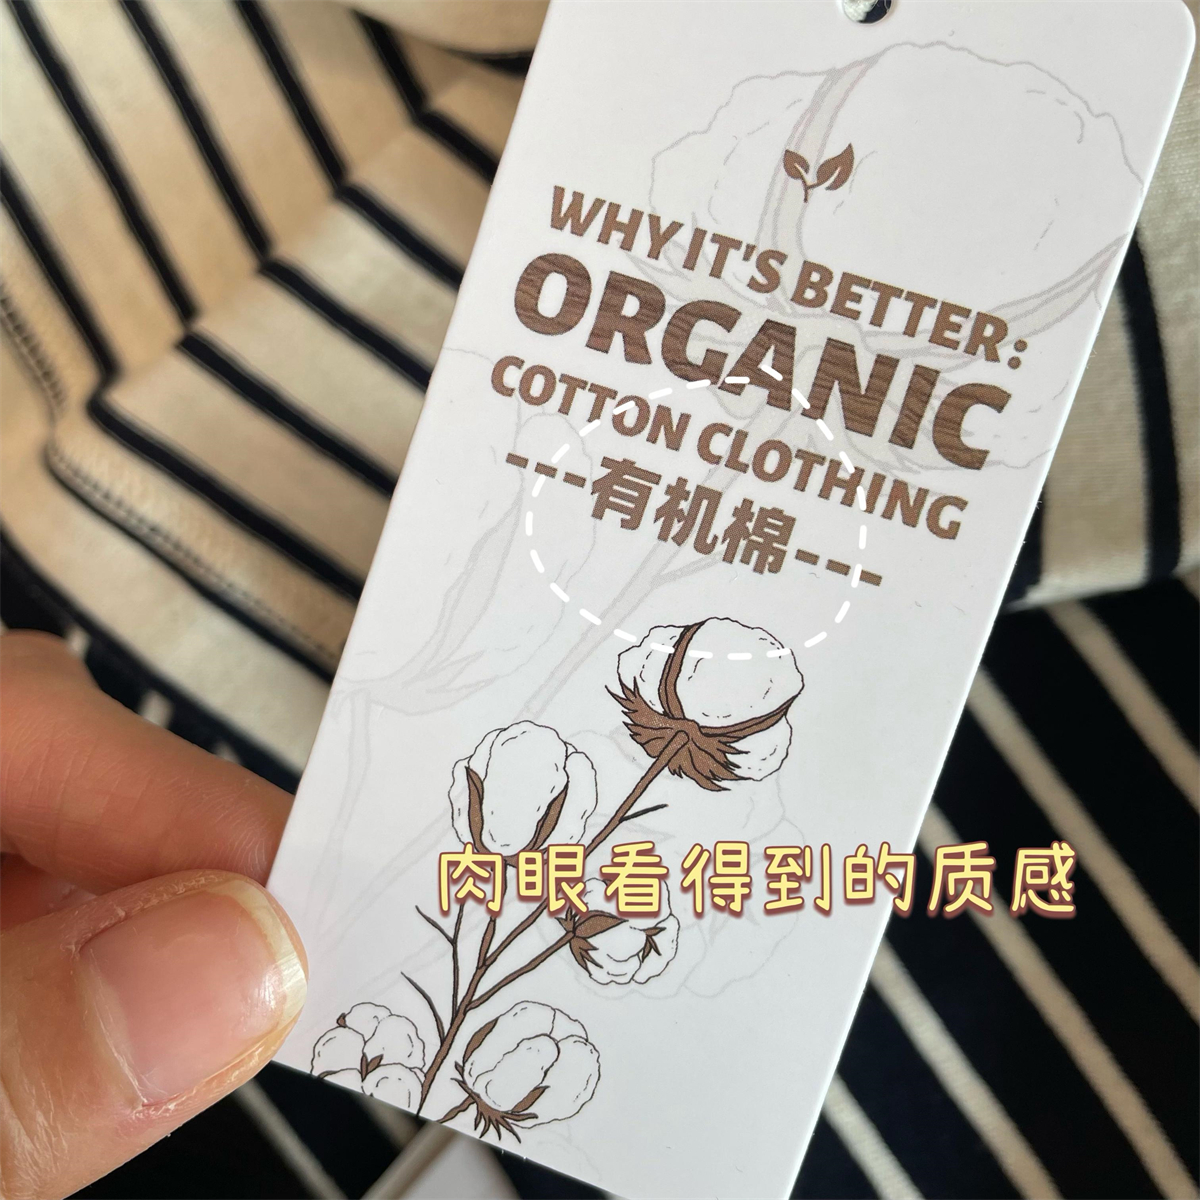 WHY IT'S BETTER:
ORGANIC
COTTON CLOTHING
---有机棉---
肉眼看得到的质感